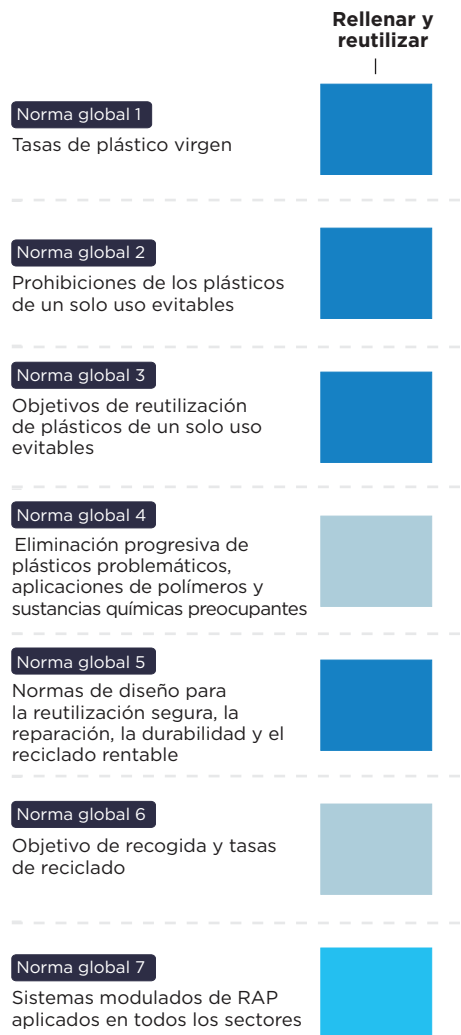 Rellenar y
reutilizar
Norma global 1
Tasas de plástico virgen
Norma global 2
Prohibiciones de los plásticos
de un solo uso evitables
Norma global 3
Objetivos de reutilización
de plásticos de un solo uso
evitables
Norma global 4
Eliminación progresiva de
plásticos problemáticos,
aplicaciones de polímeros y
sustancias químicas preocupantes
Norma global 5
Normas de diseño para
la reutilización segura, la
reparación, la durabilidad y el
reciclado rentable
Norma global 6
Objetivo de recogida y tasas
de reciclado
Norma global 7
Sistemas modulados de RAP
aplicados en todos los sectores